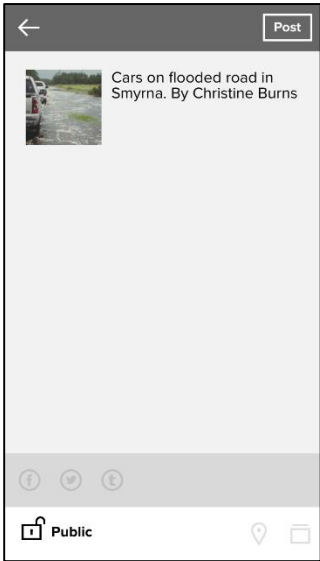 Post
Cars on flooded road in
Smyrna. By Christine Burns
Public